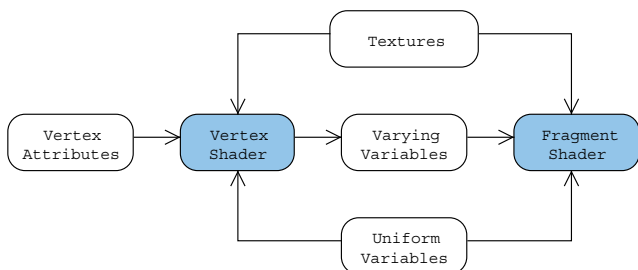 Textures
Vertex
Attributes
Vertex
Shader
Varying
Variables
Fragment
Shader
Uniform
Variables